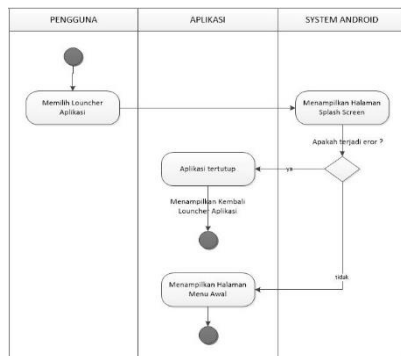 PENGGUNA
APLIKASI
SYSTEM ANDROID
Memilih Louncher
Aplikasi
Menampilkan Halaman
Splash Screen
Apakah terjadi eror ?
ya
Aplikasi tertutup
Menampilkan Kembali
Louncher Aplikasi
tidak
Menampilkan Halaman
Menu Awal